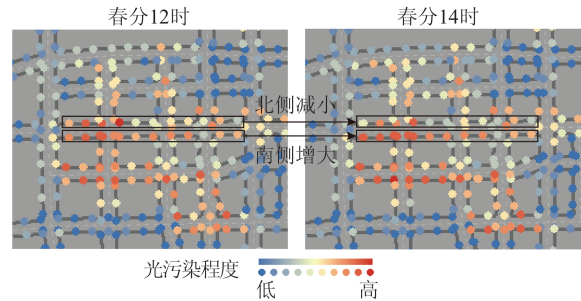 春分12时
春分14时
北侧减小
南侧增大
光污染程度
低
高